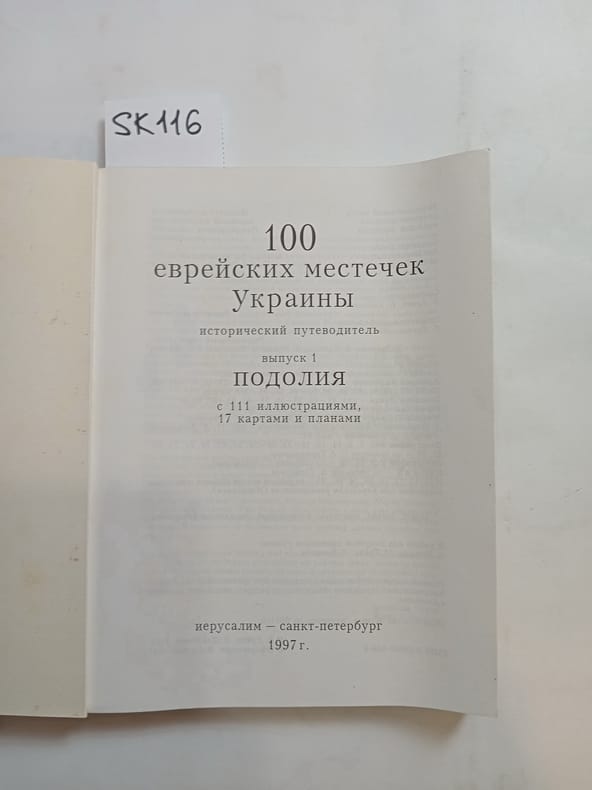 SK116
100
еврейских местечек
Украины
исторический путеводитель
выпуск 1
ПОДОЛИЯ
с 111 иллюстрациями,
17 картами и планами
иерусалим — санкт-петербург
1997 г.